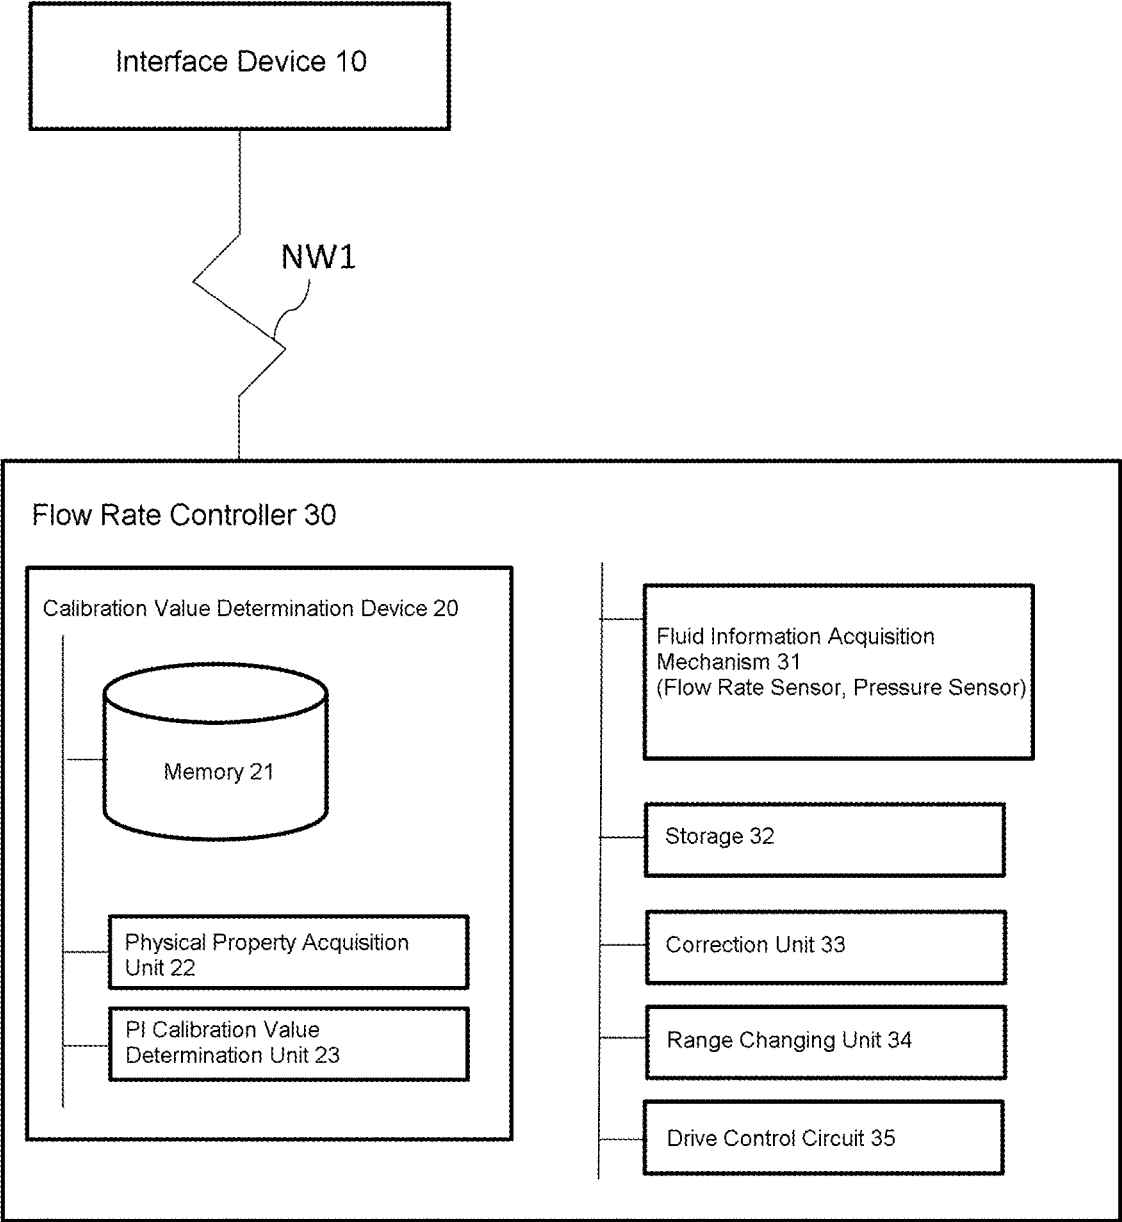 Interface Device 10
NW1
Flow Rate Controller 30
Calibration Value Determination Device 20
Memory 21
Physical Property Acquisition
Unit 22
PI Calibration Value
Determination Unit 23
Fluid Information Acquisition
Mechanism 31
(Flow Rate Sensor, Pressure Sensor)
Storage 32
Correction Unit 33
Range Changing Unit 34
Drive Control Circuit 35